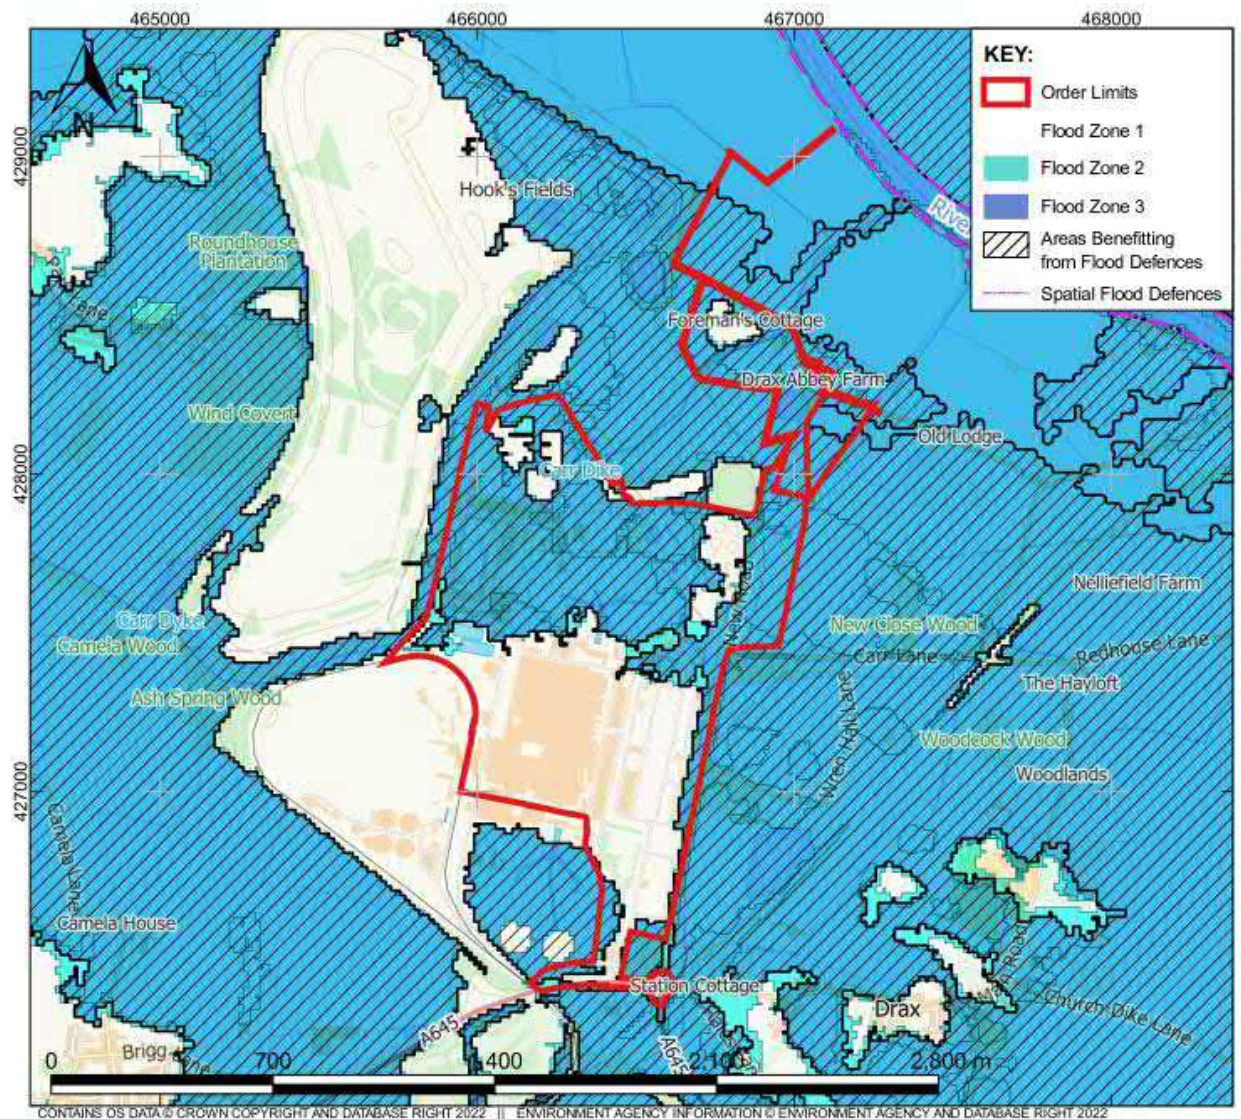 465000 466000 467000 468000
KEY:
Order Limits
Flood Zone 1
Flood Zone 2
Flood Zone 3
Areas Benefitting
from Flood Defences
Spatial Flood Defences
N
429000
Hook's Fields
Roundhouse
Plantation
Lane
Foreman's Cottage
Drax Abbey Farm
Wind Covert
Old Lodge
428000
Carr Dike
Nelliefield Farm
Carr Dyke
New Close Wood
Camela Wood
Carr Lane
Redhouse Lane
The Hayloft
Ash Spring Wood
Wren Hall Lane
Woodcock Wood
Woodlands
427000
Camela Lane
Camela House
Station Cottage
Drax
Main Road
Church Dike Lane
A645
A645
Brigg Lane
0 700 400 2,100 2,800 m
CONTAINS OS DATA © CROWN COPYRIGHT AND DATABASE RIGHT 2022 || ENVIRONMENT AGENCY INFORMATION © ENVIRONMENT AGENCY AND DATABASE RIGHT 2022